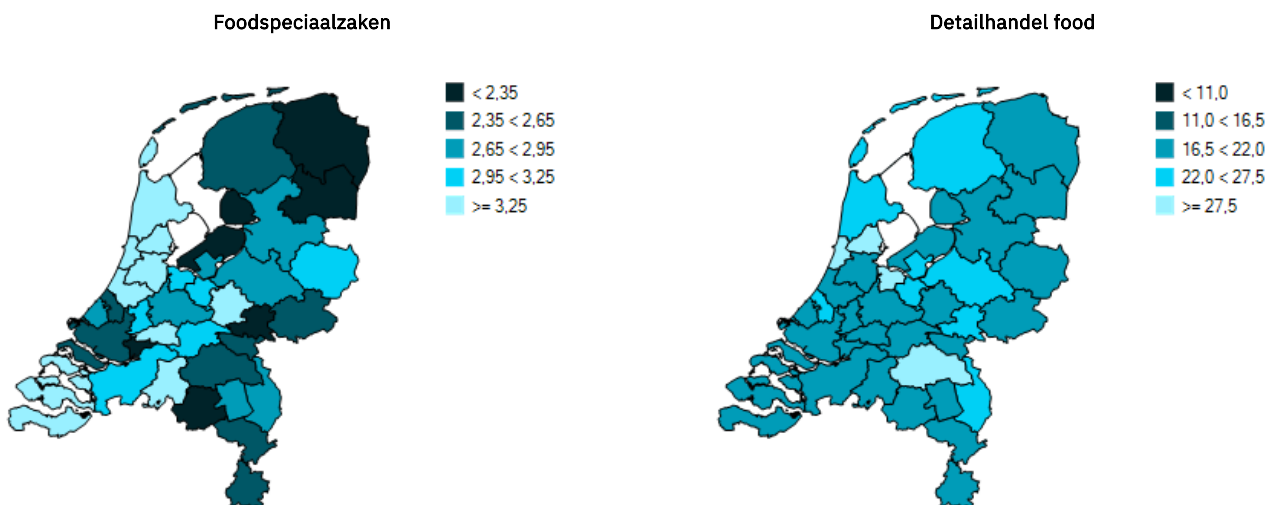 Foodspeciaalzaken
< 2,35
2,35 < 2,65
2,65 < 2,95
2,95 < 3,25
>= 3,25
Detailhandel food
< 11,0
11,0 < 16,5
16,5 < 22,0
22,0 < 27,5
>= 27,5